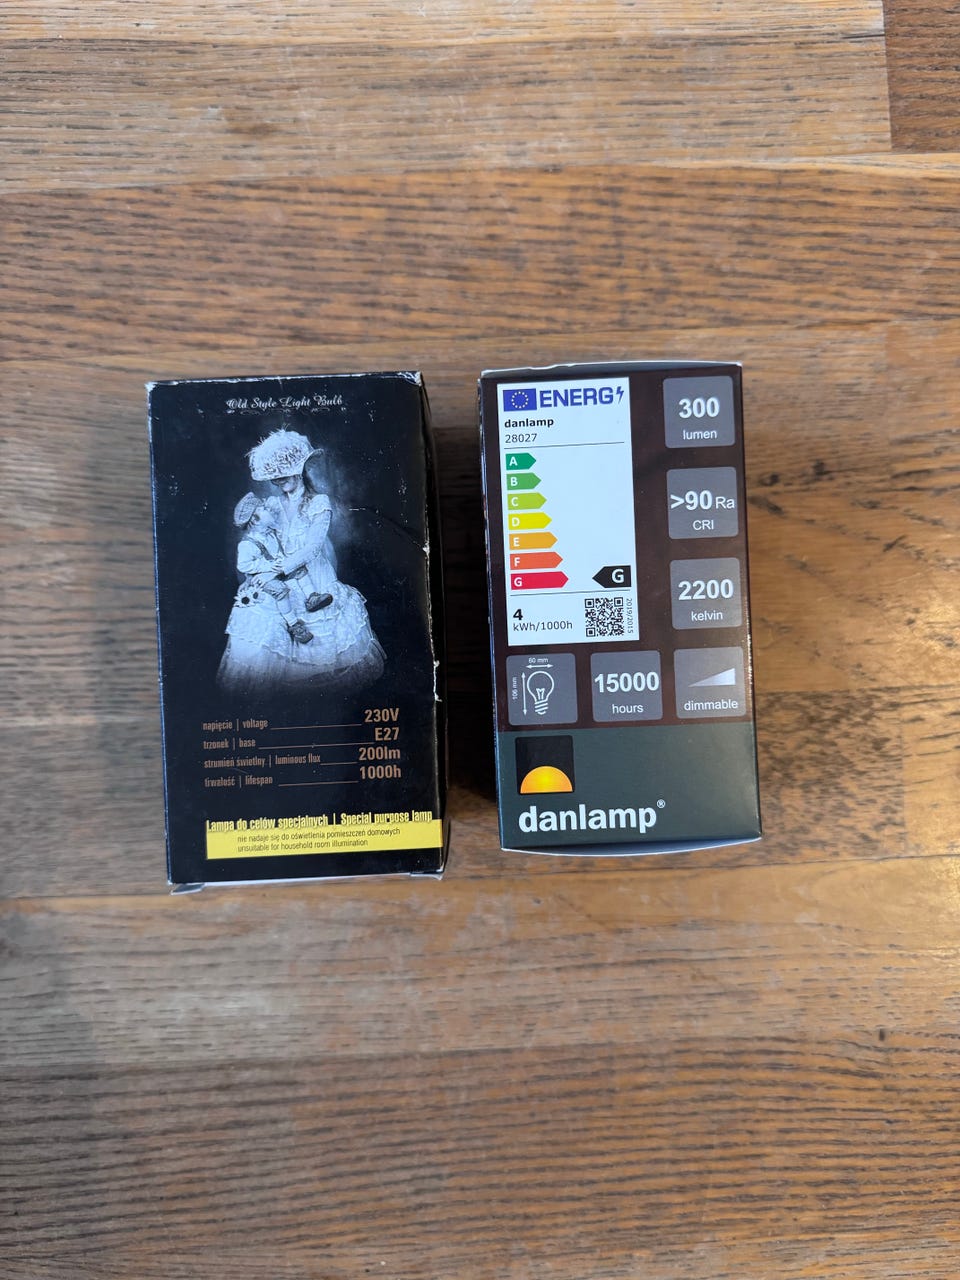 Old Style Light Bulb
napięcie | voltage 230V
trzonek | base E27
strumień świetlny | luminous flux 200lm
trwałość | lifespan 1000h
Lampa do celów specjalnych | Special purpose lamp
nie nadaje się do oświetlenia pomieszczeń domowych
unsuitable for household room illumination
ENERG
danlamp
28027
A
B
C
D
E
F
G
G
4
kWh/1000h
2019/2015
300
lumen
>90 Ra
CRI
2200
kelvin
60 mm
106 mm
15000
hours
dimmable
danlamp®